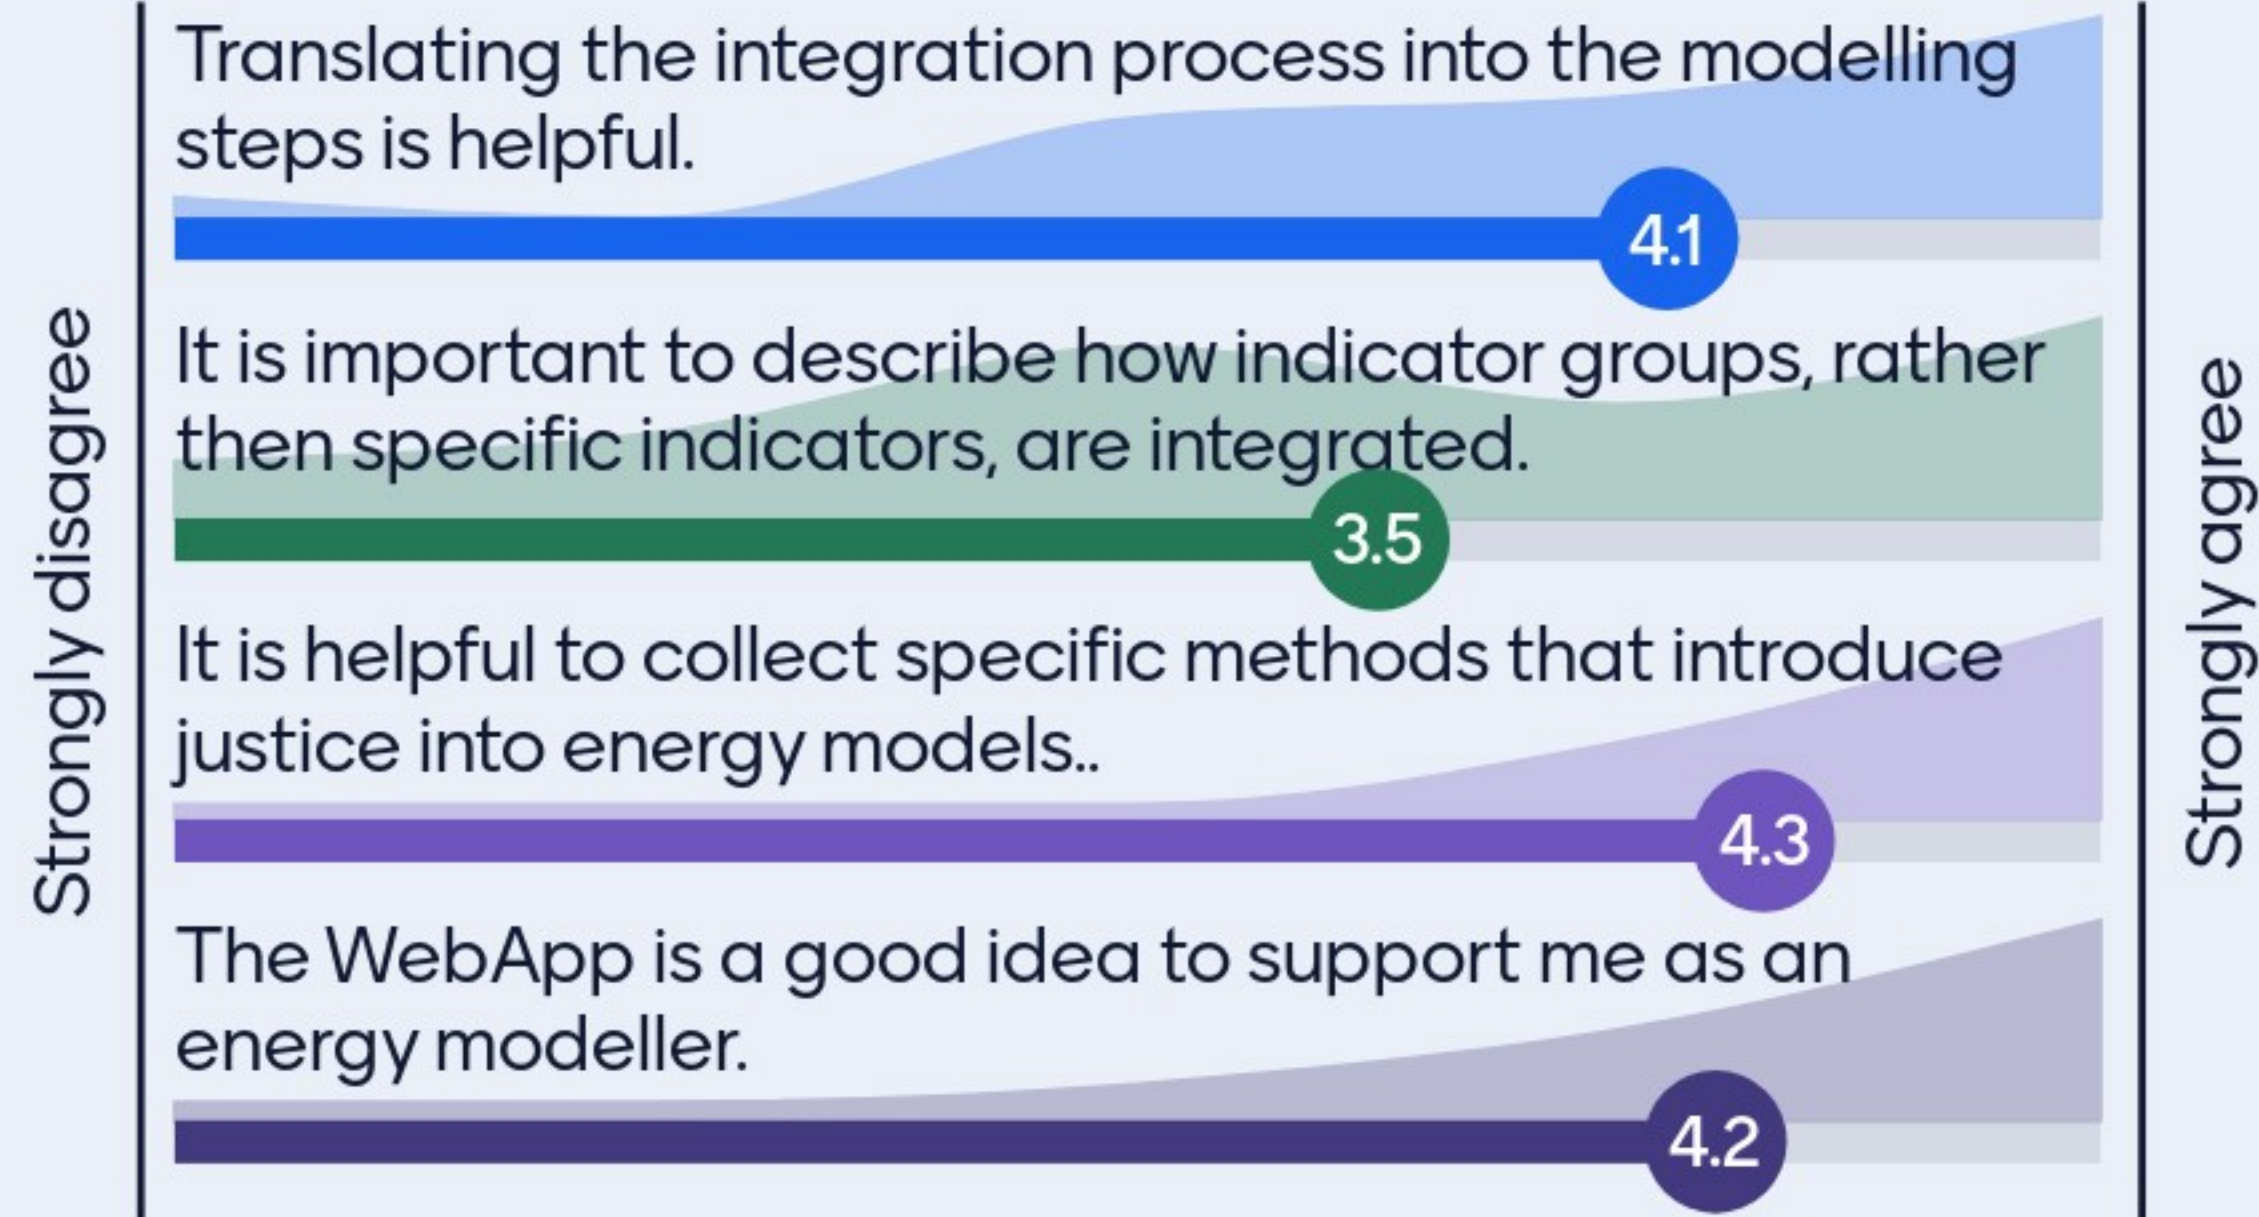 Strongly disagree
Translating the integration process into the modelling
steps is helpful.
4.1
It is important to describe how indicator groups, rather
then specific indicators, are integrated.
3.5
It is helpful to collect specific methods that introduce
justice into energy models..
4.3
The WebApp is a good idea to support me as an
energy modeller.
4.2
Strongly agree